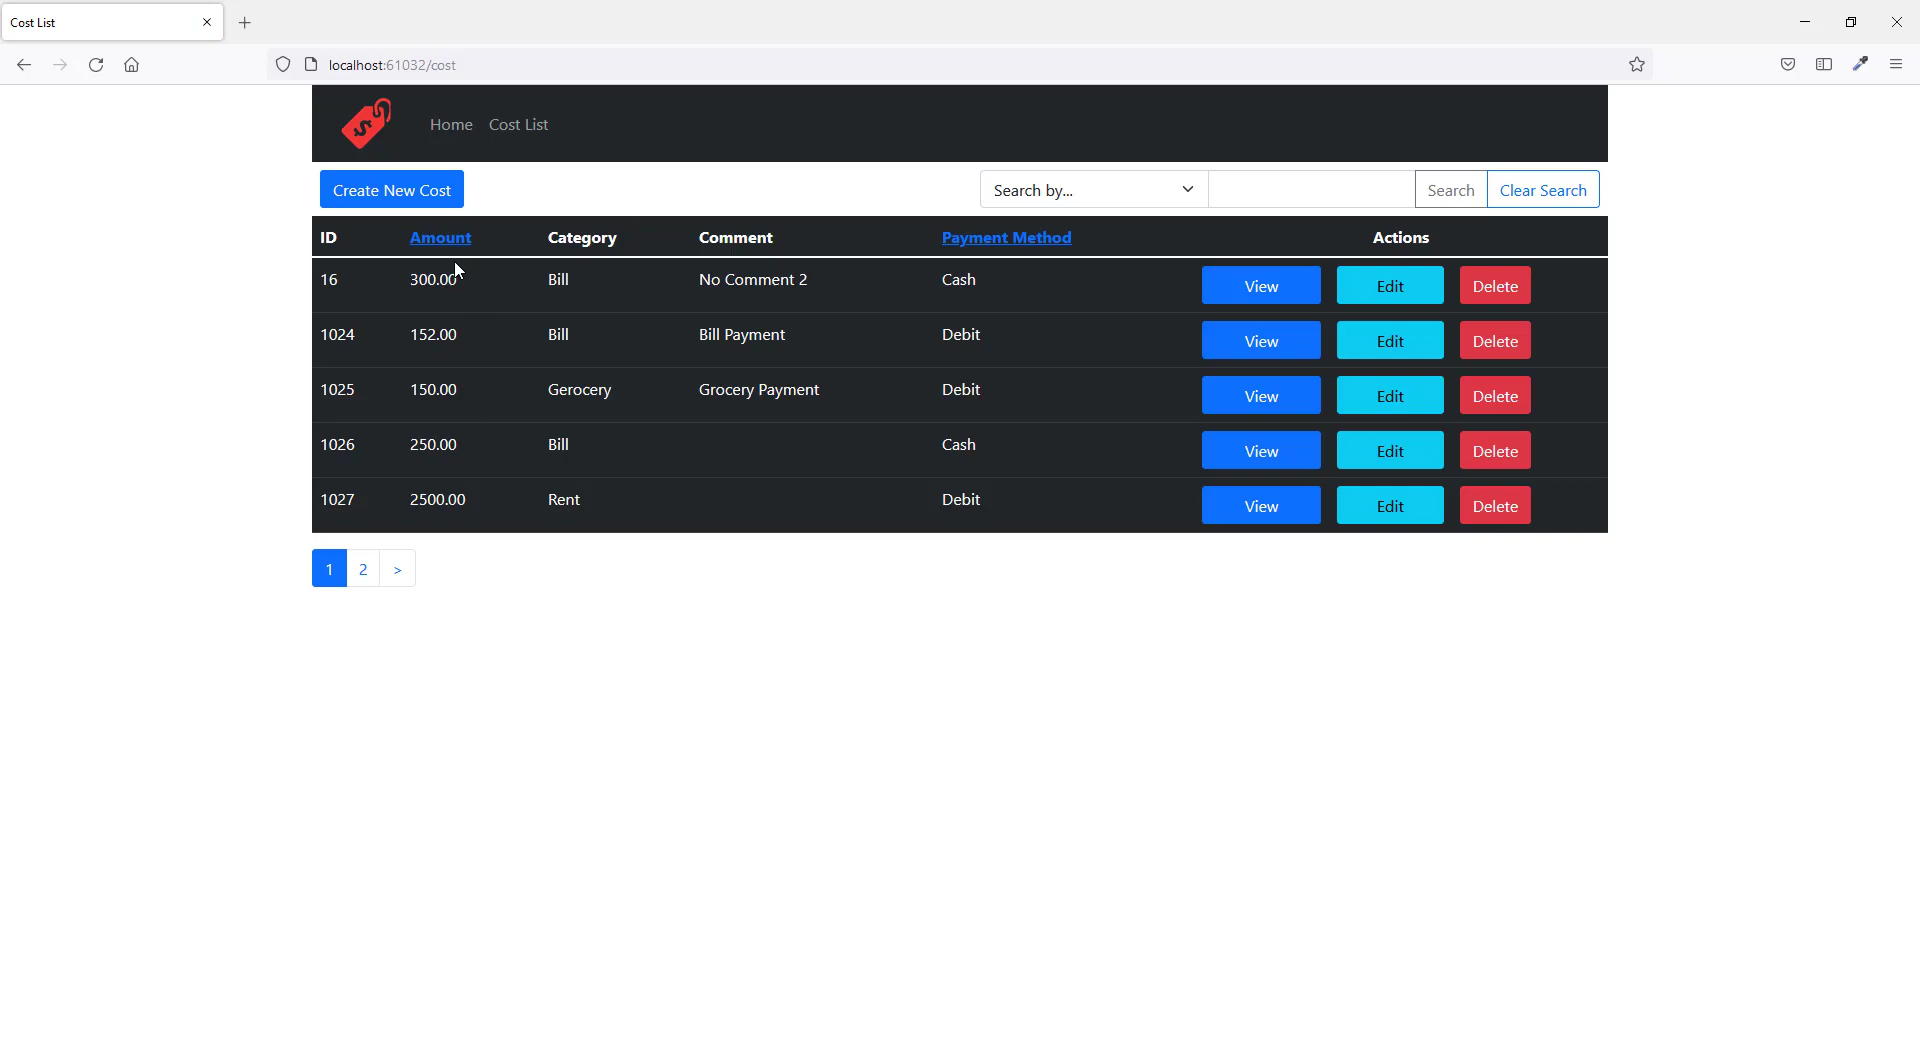 Cost List
localhost:61032/cost
$
Home Cost List
Create New Cost Search by... Search Clear Search
ID Amount Category Comment Payment Method Actions
16 300.00 Bill No Comment 2 Cash View Edit Delete
1024 152.00 Bill Bill Payment Debit View Edit Delete
1025 150.00 Gerocery Grocery Payment Debit View Edit Delete
1026 250.00 Bill Cash View Edit Delete
1027 2500.00 Rent Debit View Edit Delete
1 2 >